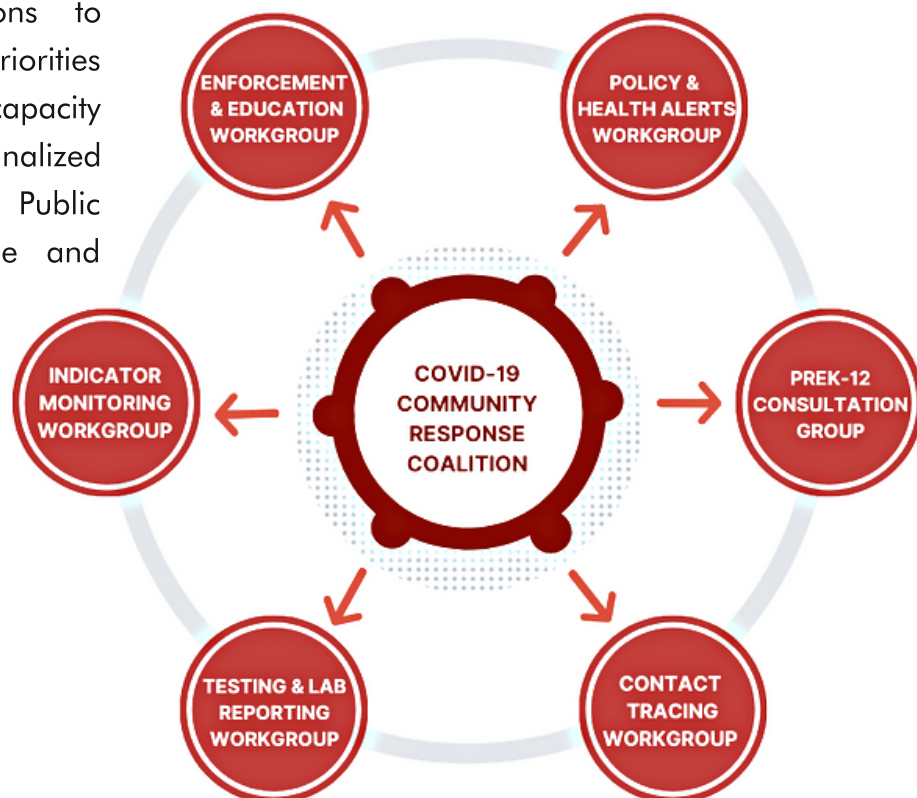 ons to
riorities
capacity
nalized
Public
e and
ENFORCEMENT
& EDUCATION
WORKGROUP
POLICY &
HEALTH ALERTS
WORKGROUP
INDICATOR
MONITORING
WORKGROUP
COVID-19
COMMUNITY
RESPONSE
COALITION
PREK-12
CONSULTATION
GROUP
TESTING & LAB
REPORTING
WORKGROUP
CONTACT
TRACING
WORKGROUP